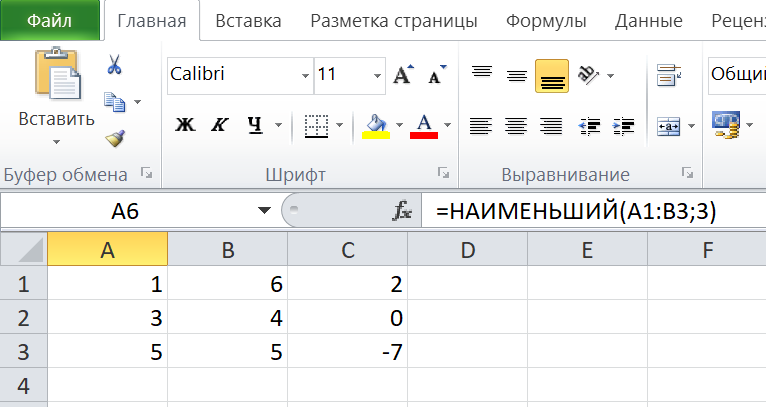 Файл Главная Вставка Разметка страницы Формулы Данные Реценз
Вставить
Calibri 11 A A Общий
Ж К Ч A
Буфер обмена Шрифт Выравнивание
A6 fx =НАИМЕНЬШИЙ(A1:B3;3)
A B C D E F
1 1 6 2
2 3 4 0
3 5 5 -7
4